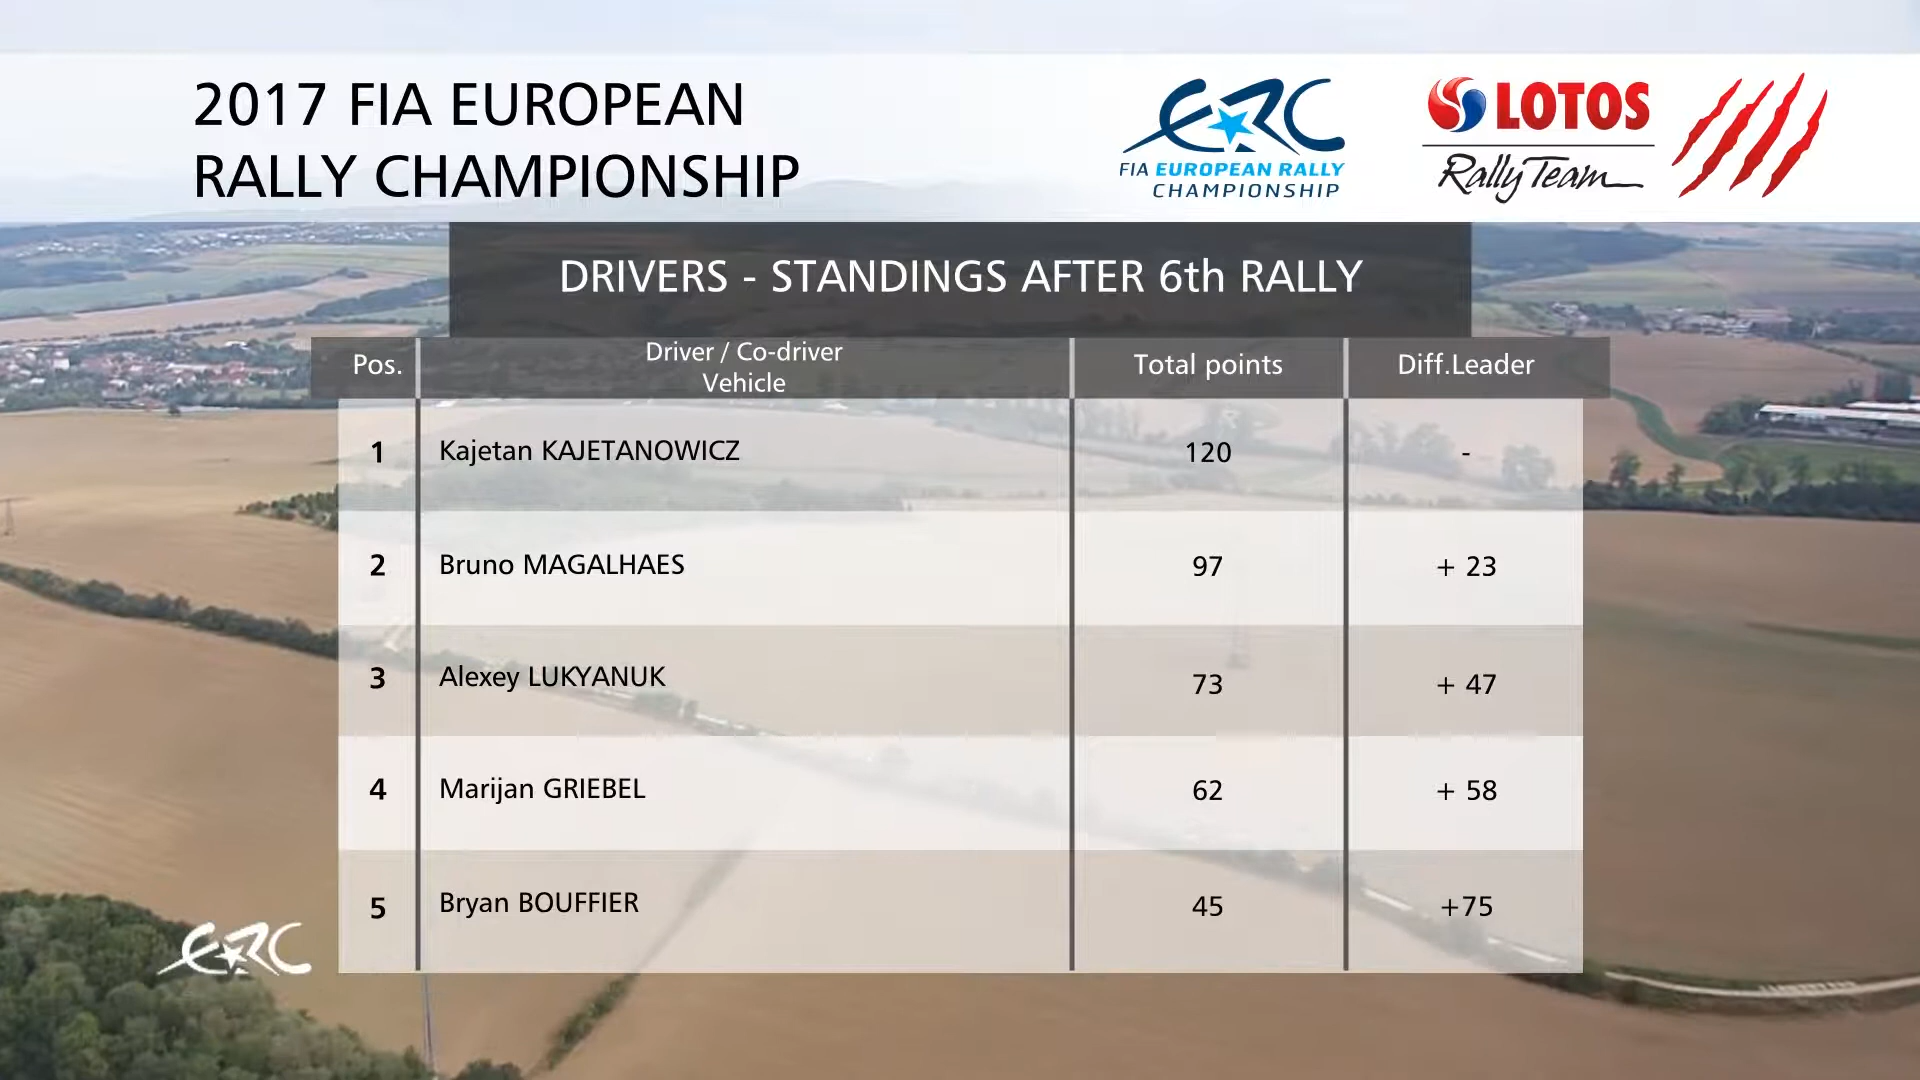 2017 FIA EUROPEAN
RALLY CHAMPIONSHIP
ERC
FIA EUROPEAN RALLY
CHAMPIONSHIP
LOTOS
Rally Team
DRIVERS - STANDINGS AFTER 6th RALLY
Pos. Driver / Co-driver Total points Diff.Leader
Vehicle
1 Kajetan KAJETANOWICZ 120 -
2 Bruno MAGALHAES 97 + 23
3 Alexey LUKYANUK 73 + 47
4 Marijan GRIEBEL 62 + 58
5 Bryan BOUFFIER 45 +75
ERC